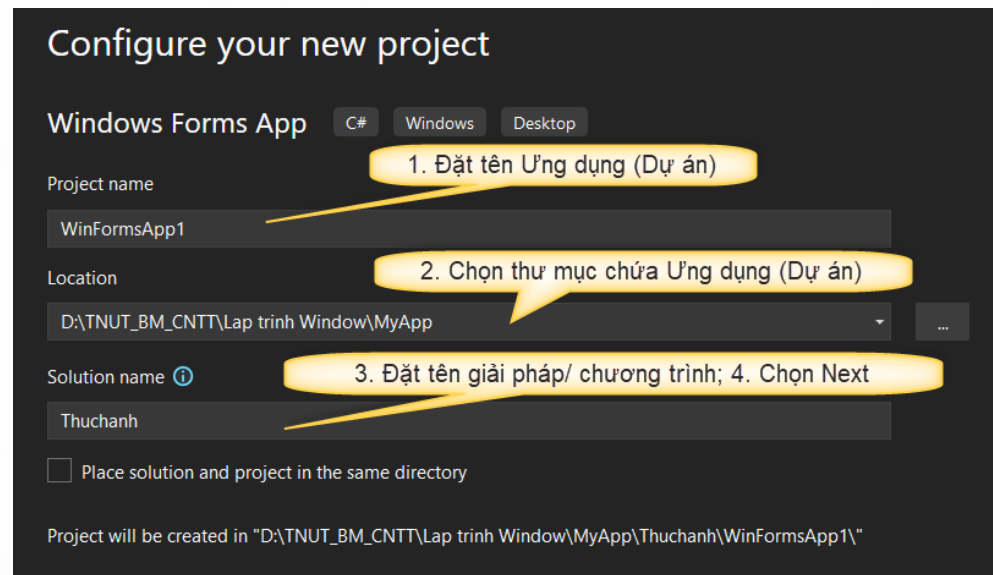 Configure your new project
Windows Forms App C# Windows Desktop
1. Đặt tên Ưng dụng (Dự án)
Project name
WinFormsApp1
2. Chọn thư mục chứa Ưng dụng (Dự án)
Location
D:\TNUT_BM_CNTT\Lap trinh Window\MyApp
...
3. Đặt tên giải pháp/ chương trình; 4. Chọn Next
Solution name
Thuchanh
Place solution and project in the same directory
Project will be created in "D:\TNUT_BM_CNTT\Lap trinh Window\MyApp\Thuchanh\WinFormsApp1\"